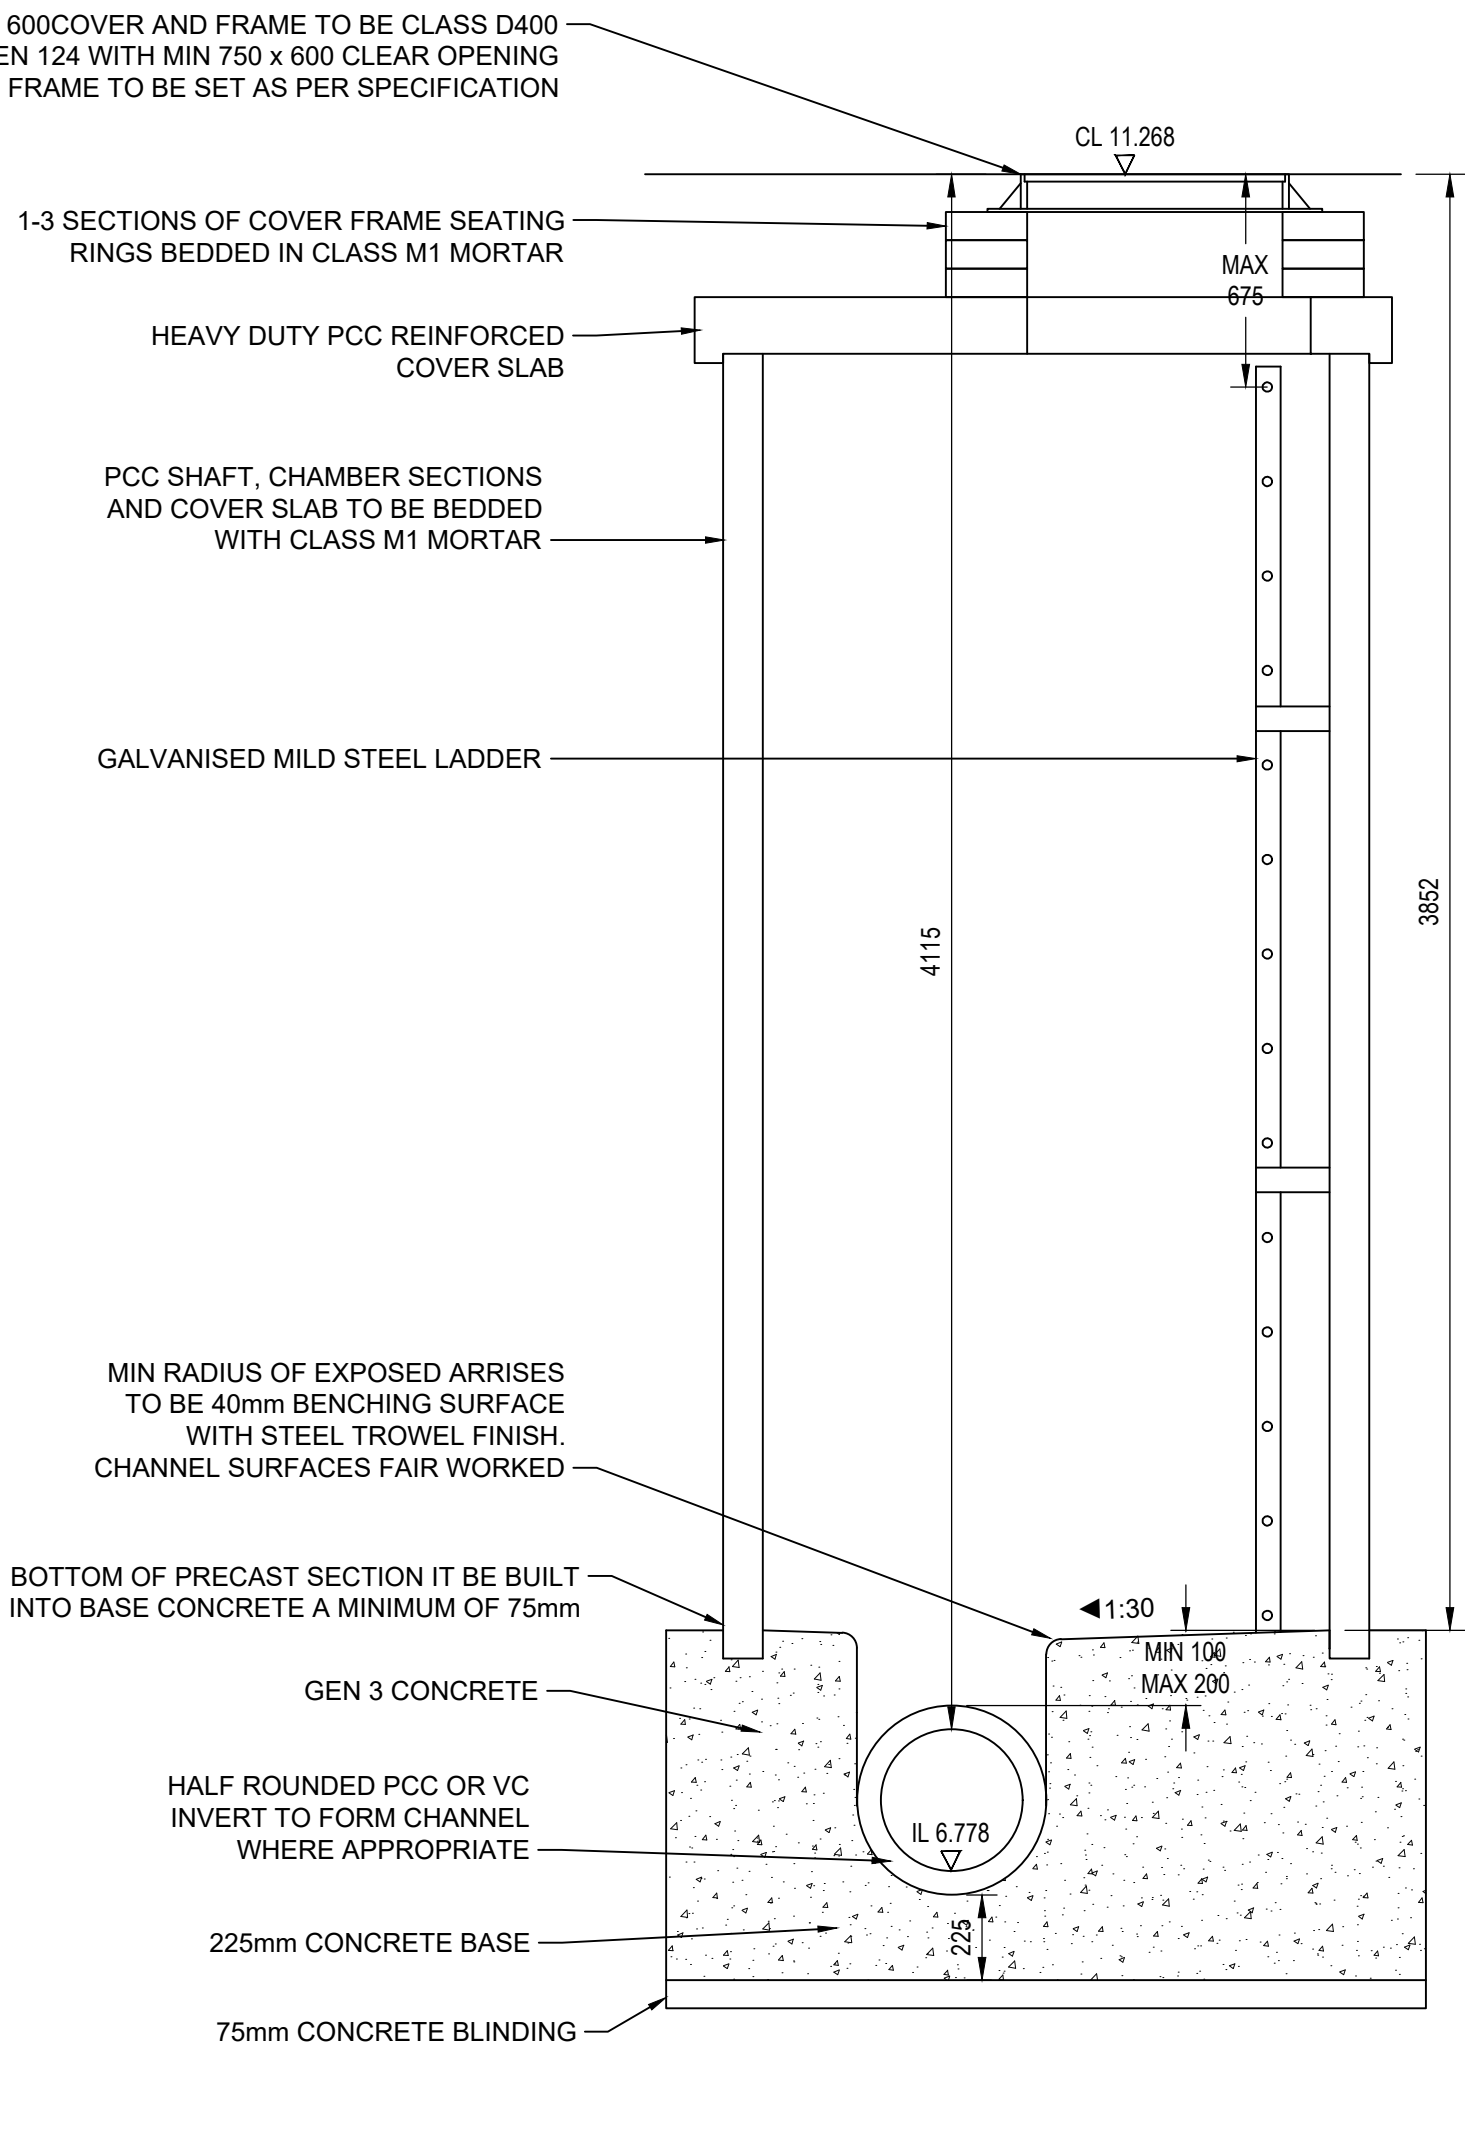 600COVER AND FRAME TO BE CLASS D400
EN 124 WITH MIN 750 x 600 CLEAR OPENING
FRAME TO BE SET AS PER SPECIFICATION
CL 11.268
1-3 SECTIONS OF COVER FRAME SEATING
RINGS BEDDED IN CLASS M1 MORTAR
MAX
675
HEAVY DUTY PCC REINFORCED
COVER SLAB
PCC SHAFT, CHAMBER SECTIONS
AND COVER SLAB TO BE BEDDED
WITH CLASS M1 MORTAR
GALVANISED MILD STEEL LADDER
3852
4115
MIN RADIUS OF EXPOSED ARRISES
TO BE 40mm BENCHING SURFACE
WITH STEEL TROWEL FINISH.
CHANNEL SURFACES FAIR WORKED
BOTTOM OF PRECAST SECTION IT BE BUILT
INTO BASE CONCRETE A MINIMUM OF 75mm
1:30
MIN 100
MAX 200
GEN 3 CONCRETE
HALF ROUNDED PCC OR VC
INVERT TO FORM CHANNEL
WHERE APPROPRIATE
IL 6.778
225mm CONCRETE BASE
225
75mm CONCRETE BLINDING